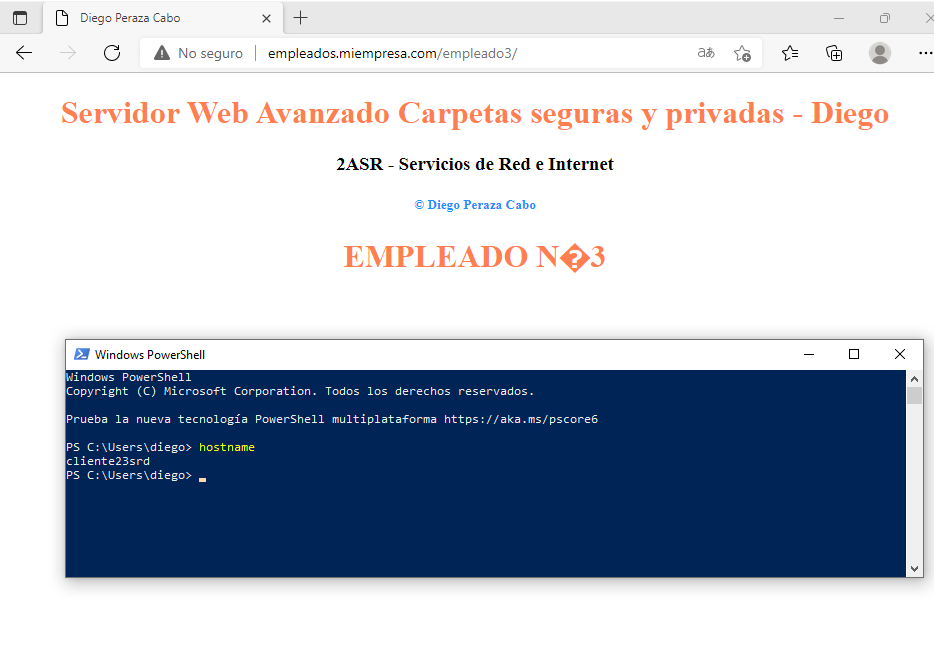 Diego Peraza Cabo
No seguro empleados.miempresa.com/empleado3/ aあ
Servidor Web Avanzado Carpetas seguras y privadas - Diego
2ASR - Servicios de Red e Internet
© Diego Peraza Cabo
EMPLEADO N�3
Windows PowerShell
Windows PowerShell
Copyright (C) Microsoft Corporation. Todos los derechos reservados.
Prueba la nueva tecnología PowerShell multiplataforma https://aka.ms/pscore6
PS C:\Users\diego> hostname
cliente23srd
PS C:\Users\diego>